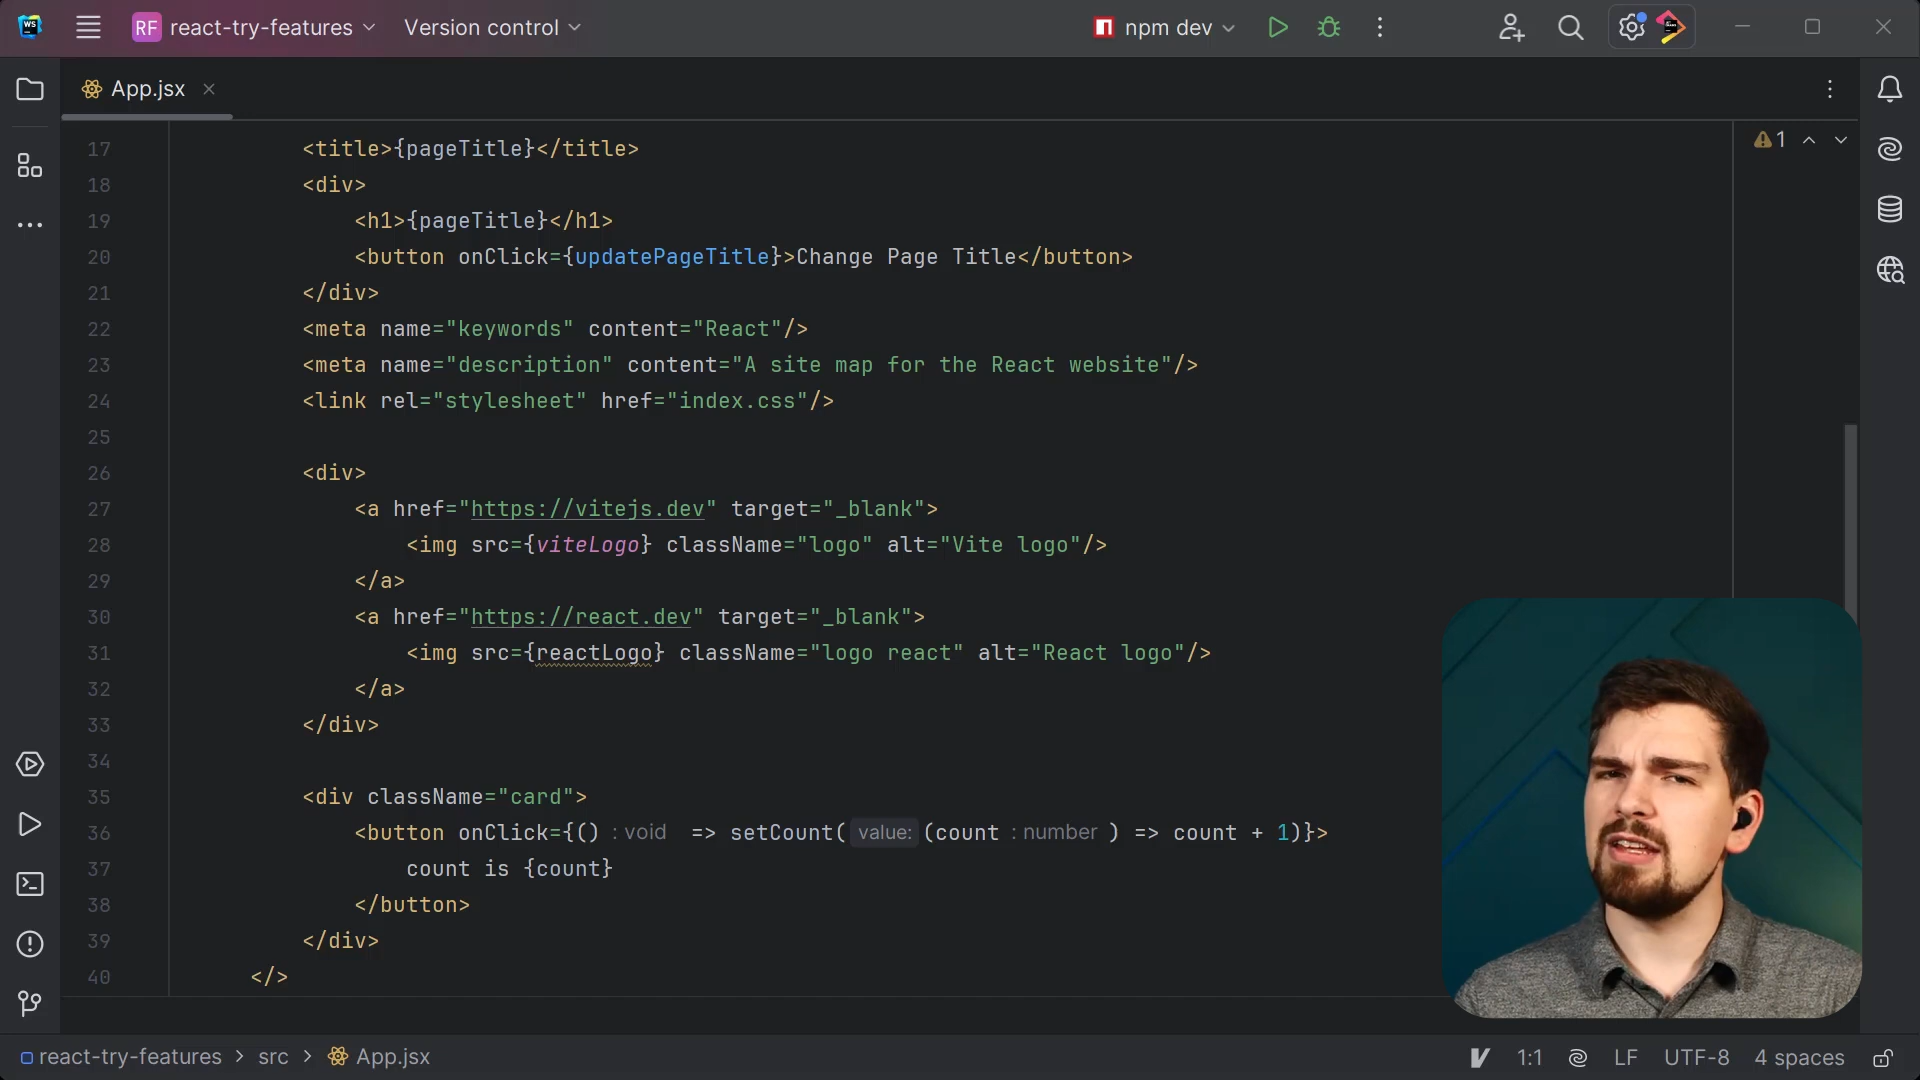 WS
RF react-try-features
Version control
npm dev
App.jsx
1
17 <title>{pageTitle}</title>
18 <div>
19 <h1>{pageTitle}</h1>
20 <button onClick={updatePageTitle}>Change Page Title</button>
21 </div>
22 <meta name="keywords" content="React"/>
23 <meta name="description" content="A site map for the React website"/>
24 <link rel="stylesheet" href="index.css"/>
25
26 <div>
27 <a href="https://vitejs.dev" target="_blank">
28 <img src={viteLogo} className="logo" alt="Vite logo"/>
29 </a>
30 <a href="https://react.dev" target="_blank">
31 <img src={reactLogo} className="logo react" alt="React logo"/>
32 </a>
33 </div>
34
35 <div className="card">
36 <button onClick={() : void => setCount( value: (count : number ) => count + 1)}>
37 count is {count}
38 </button>
39 </div>
40 </>
react-try-features > src > App.jsx
1:1 LF UTF-8 4 spaces